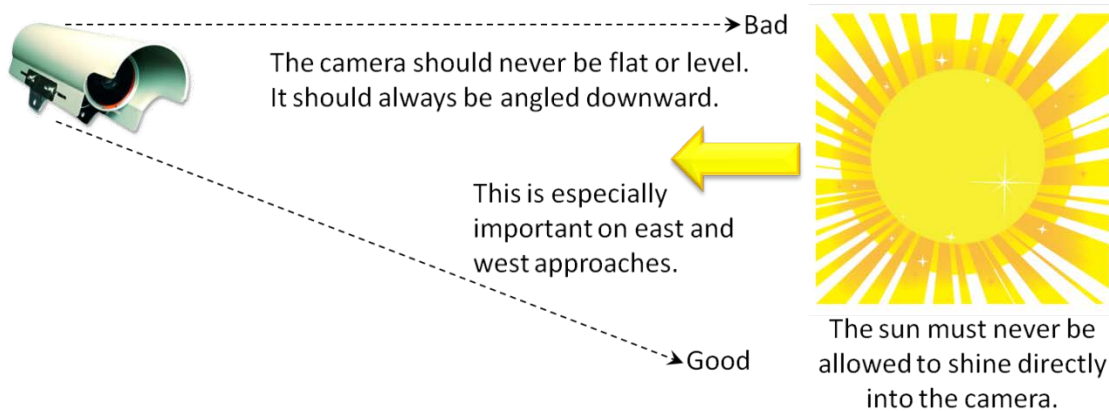 Bad
The camera should never be flat or level.
It should always be angled downward.
This is especially
important on east and
west approaches.
Good
The sun must never be
allowed to shine directly
into the camera.